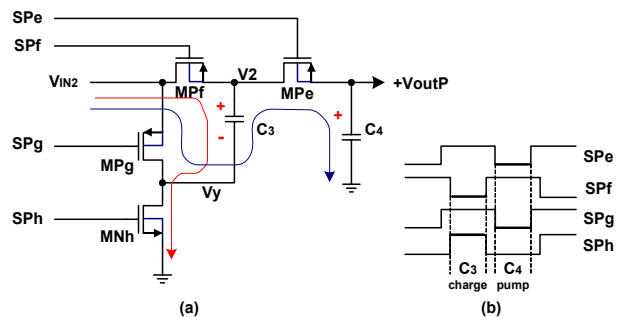 SPe
SPf
VIN2
MPf
V2
MPe
+VoutP
+
-
C3
+
C4
SPg
MPg
Vy
SPh
MNh
(a)
SPe
SPf
SPg
SPh
C3 C4
charge pump
(b)